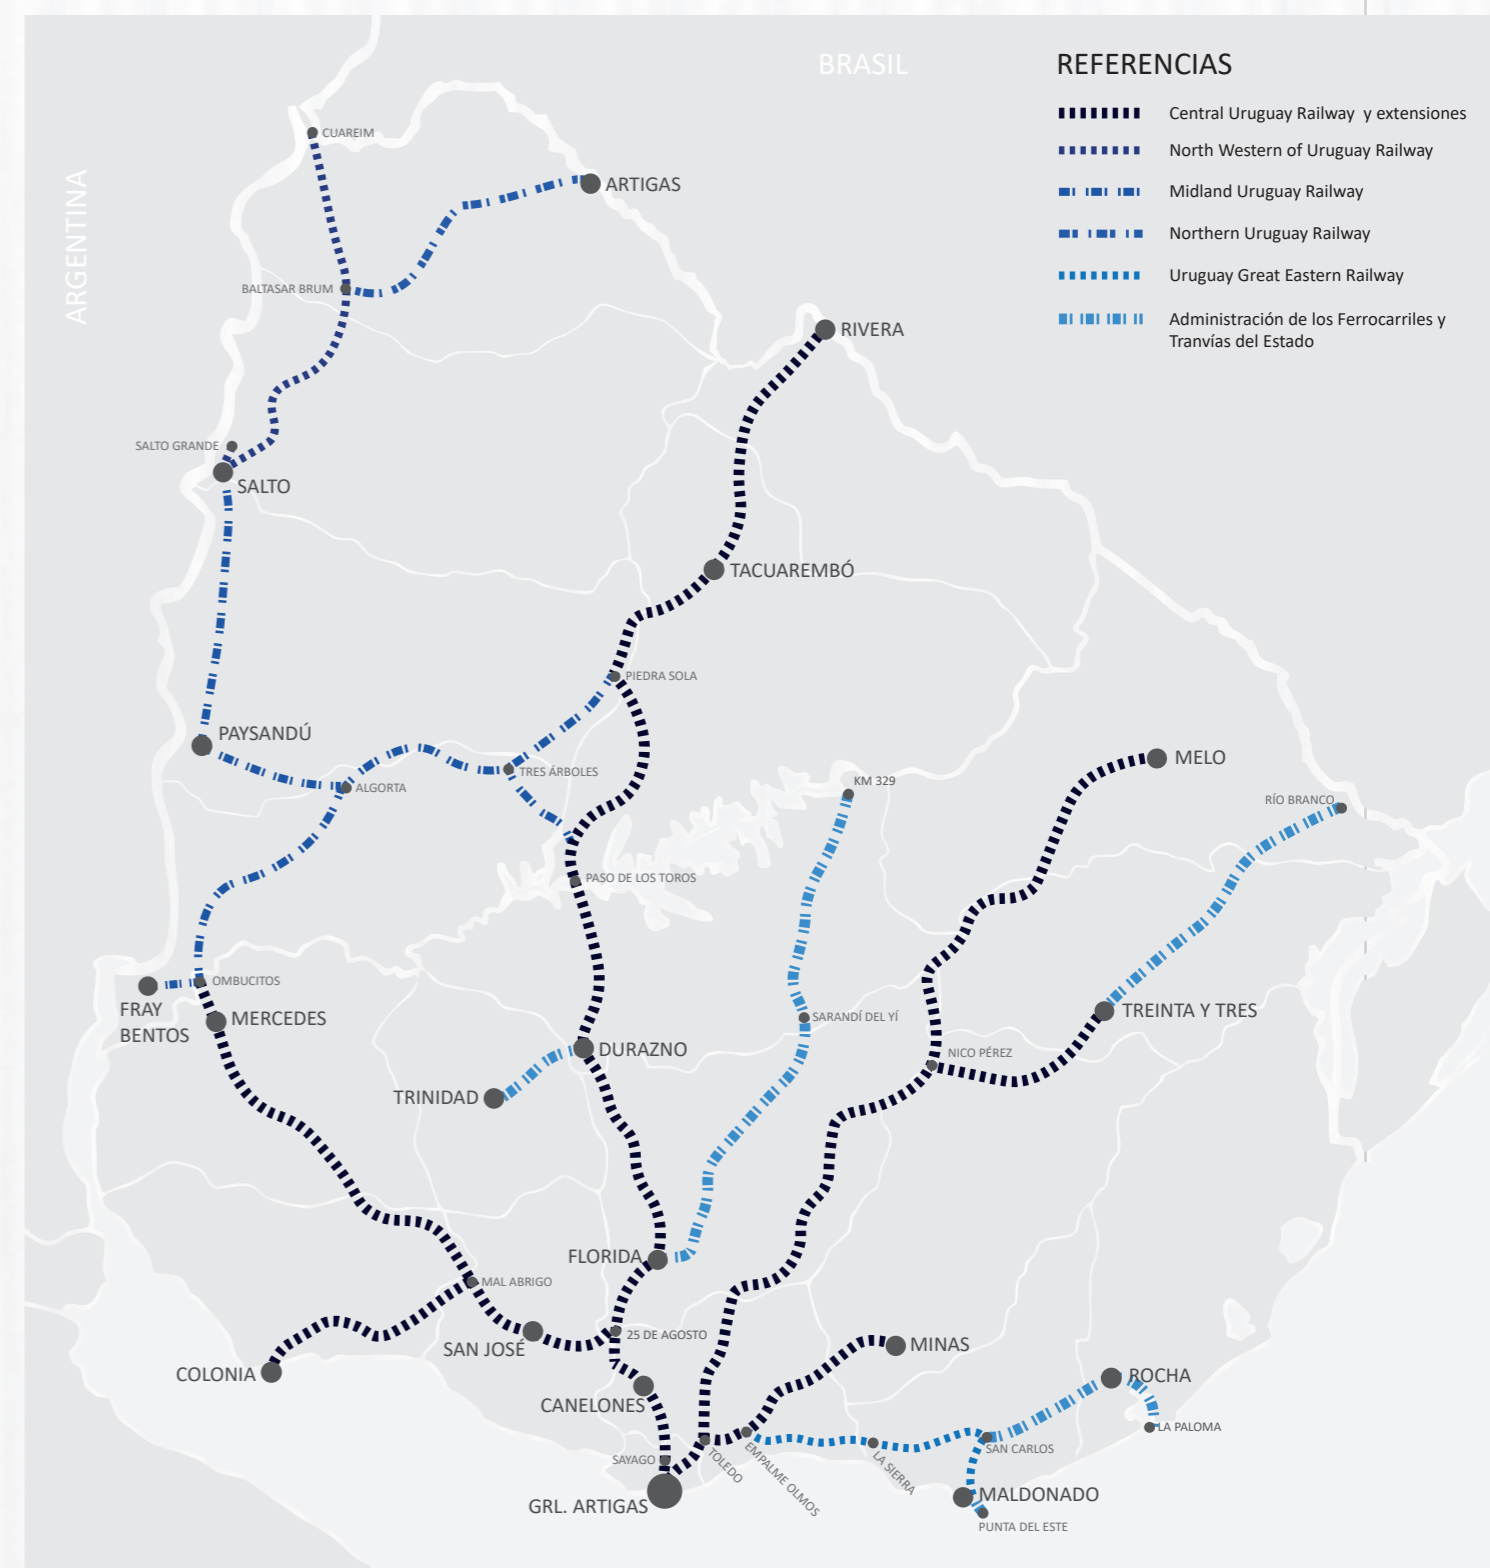 BRASIL
ARGENTINA
REFERENCIAS
Central Uruguay Railway y extensiones
North Western of Uruguay Railway
Midland Uruguay Railway
Northern Uruguay Railway
Uruguay Great Eastern Railway
Administración de los Ferrocarriles y
Tranvías del Estado
CUAREIM
ARTIGAS
BALTASAR BRUM
RIVERA
SALTO GRANDE
SALTO
TACUAREMBÓ
PIEDRA SOLA
PAYSANDÚ
MELO
TRES ÁRBOLES
KM 329
ALGORTA
RÍO BRANCO
PASO DE LOS TOROS
OMBUCITOS
FRAY
BENTOS
MERCEDES
SARANDÍ DEL YÍ
TREINTA Y TRES
DURAZNO
NICO PÉREZ
TRINIDAD
FLORIDA
MAL ABRIGO
25 DE AGOSTO
SAN JOSÉ
MINAS
COLONIA
ROCHA
CANELONES
LA PALOMA
SAN CARLOS
SAYAGO
TOLEDO
EMPALME OLMOS
LA SIERRA
MALDONADO
GRL. ARTIGAS
PUNTA DEL ESTE